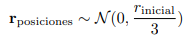 r_posiciones ∼ 𝒩(0, r_inicial/3)